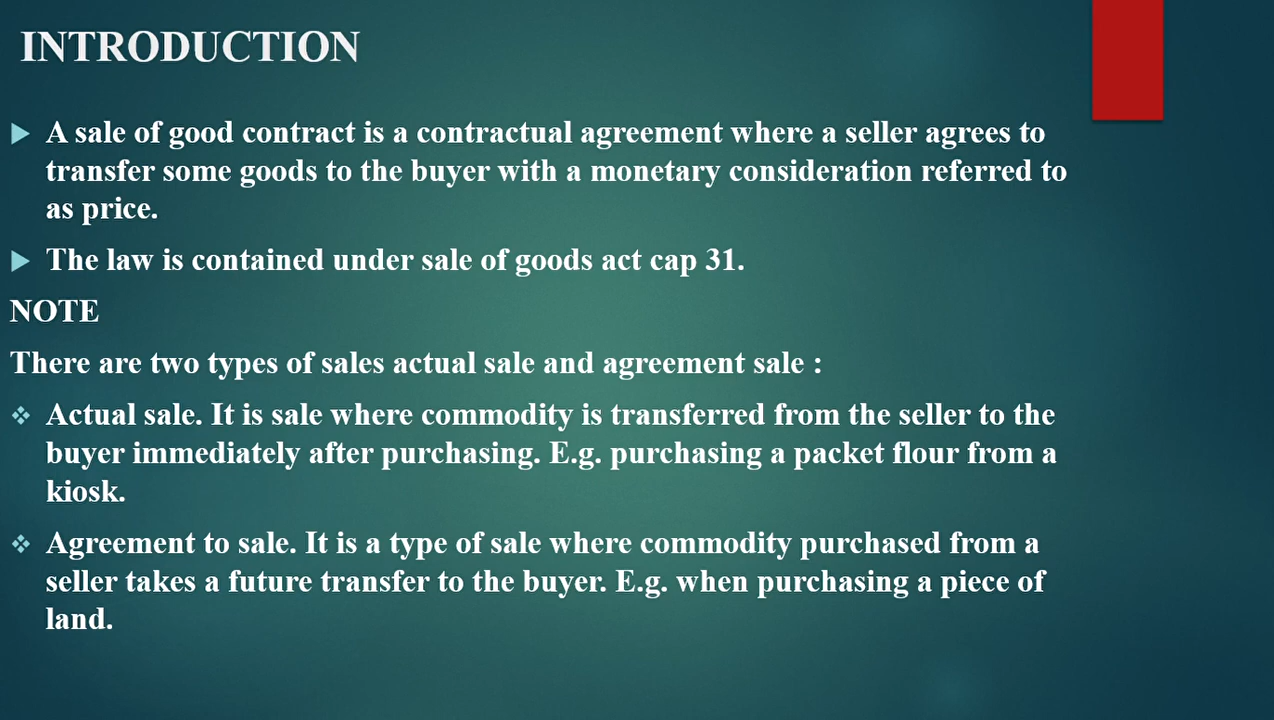 INTRODUCTION
A sale of good contract is a contractual agreement where a seller agrees to
transfer some goods to the buyer with a monetary consideration referred to
as price.
The law is contained under sale of goods act cap 31.
NOTE
There are two types of sales actual sale and agreement sale :
Actual sale. It is sale where commodity is transferred from the seller to the
buyer immediately after purchasing. E.g. purchasing a packet flour from a
kiosk.
Agreement to sale. It is a type of sale where commodity purchased from a
seller takes a future transfer to the buyer. E.g. when purchasing a piece of
land.